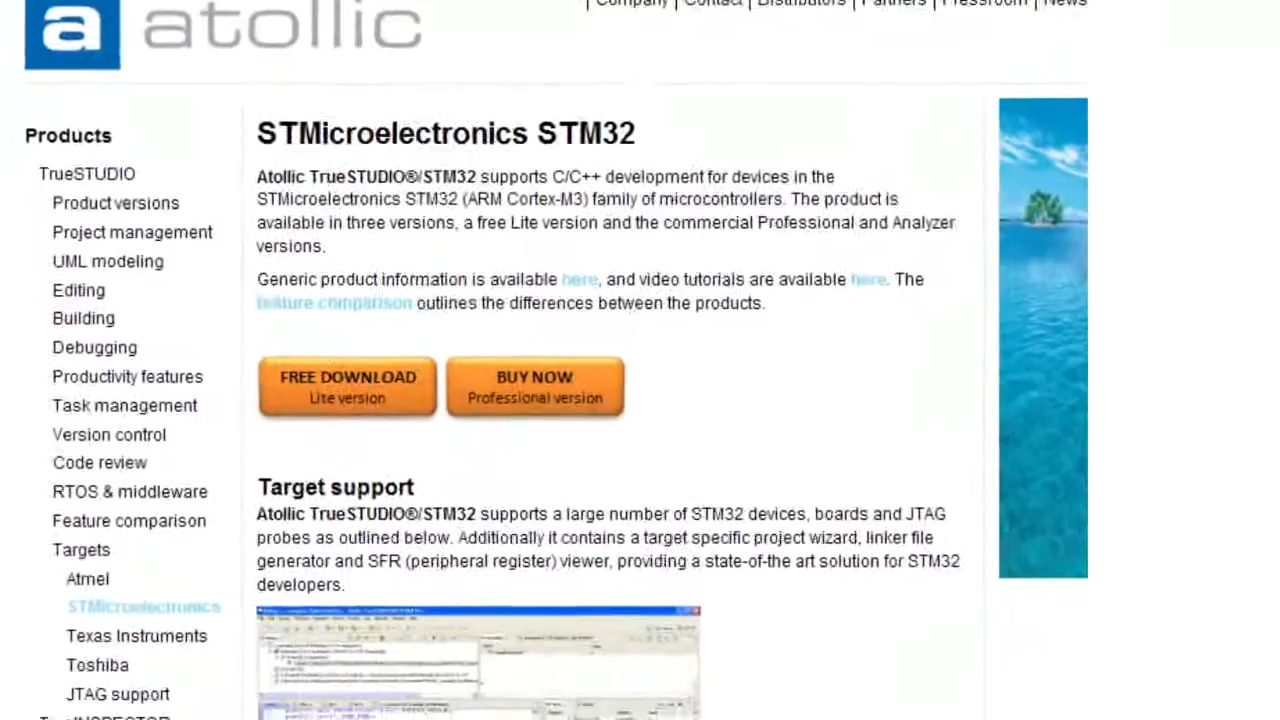 a atollic
| Company | Contact | Distributors | Partners | Pressroom | News
Products
TrueSTUDIO
Product versions
Project management
UML modeling
Editing
Building
Debugging
Productivity features
Task management
Version control
Code review
RTOS & middleware
Feature comparison
Targets
Atmel
STMicroelectronics
Texas Instruments
Toshiba
JTAG support
TrueINSPECTOR
STMicroelectronics STM32
Atollic TrueSTUDIO®/STM32 supports C/C++ development for devices in the
STMicroelectronics STM32 (ARM Cortex-M3) family of microcontrollers. The product is
available in three versions, a free Lite version and the commercial Professional and Analyzer
versions.
Generic product information is available here, and video tutorials are available here. The
feature comparison outlines the differences between the products.
FREE DOWNLOAD
Lite version
BUY NOW
Professional version
Target support
Atollic TrueSTUDIO®/STM32 supports a large number of STM32 devices, boards and JTAG
probes as outlined below. Additionally it contains a target specific project wizard, linker file
generator and SFR (peripheral register) viewer, providing a state-of-the art solution for STM32
developers.